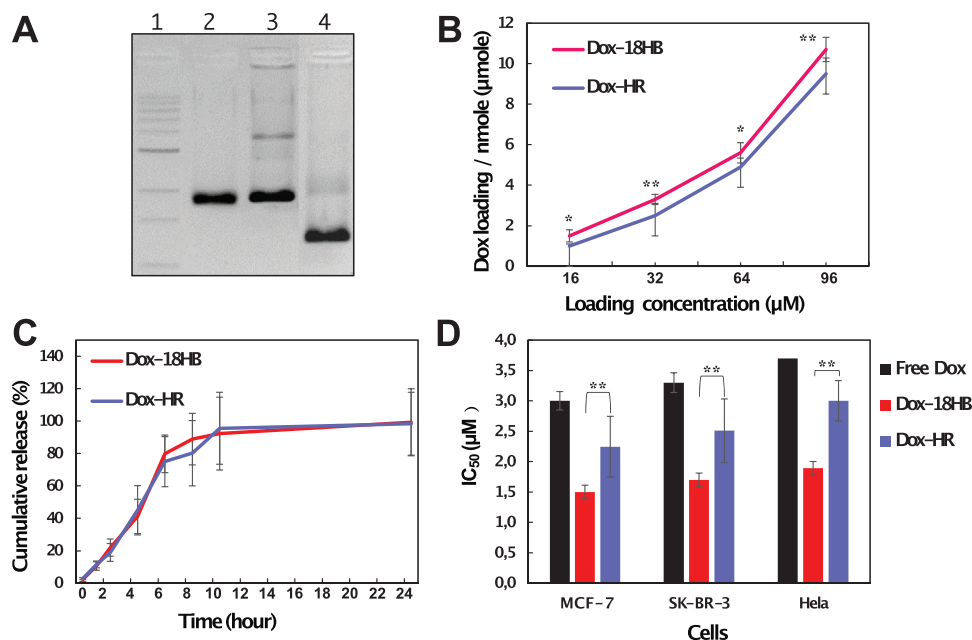 A
1 2 3 4
B
Dox loading / nmole (μmole)
12
10
8
6
4
2
0
Dox-18HB
Dox-HR
*
**
*
**
16 32 64 96
Loading concentration (μM)
C
Cumulative release (%)
140
120
100
80
60
40
20
0
Dox-18HB
Dox-HR
0 2 4 6 8 10 12 14 16 18 20 22 24
Time (hour)
D
IC50 (μM )
4,0
3,5
3,0
2,5
2,0
1,5
1,0
0,5
0,0
**
**
**
Free Dox
Dox-18HB
Dox-HR
MCF-7 SK-BR-3 Hela
Cells